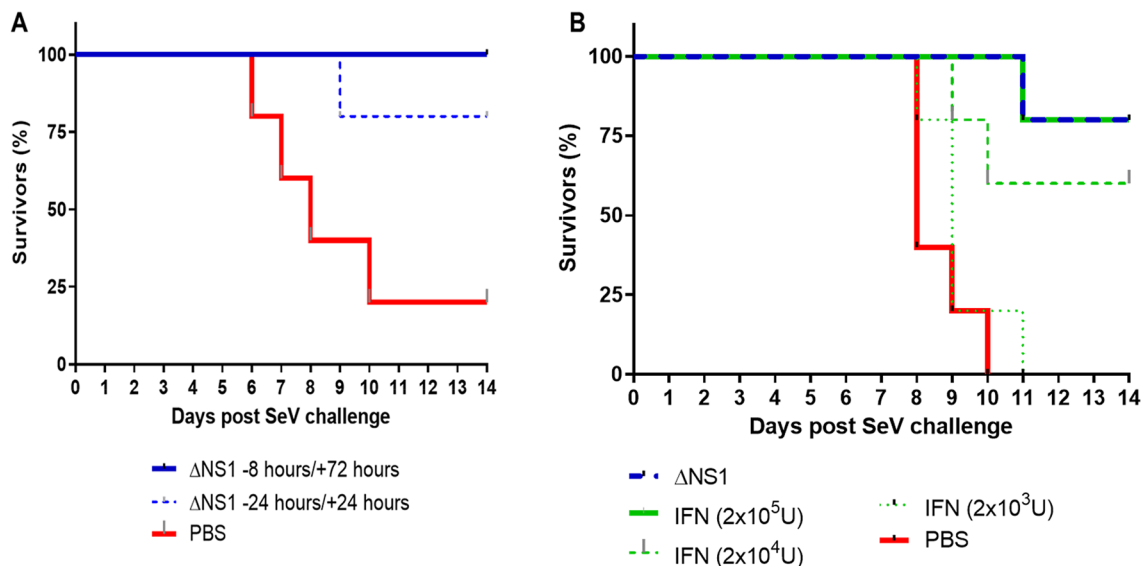 A
Survivors (%)
100
75
50
25
0
0 1 2 3 4 5 6 7 8 9 10 11 12 13 14
Days post SeV challenge
ΔNS1 -8 hours/+72 hours
ΔNS1 -24 hours/+24 hours
PBS
B
Survivors (%)
100
75
50
25
0
0 1 2 3 4 5 6 7 8 9 10 11 12 13 14
Days post SeV challenge
ΔNS1
IFN (2x10⁵U)
IFN (2x10⁴U)
IFN (2x10³U)
PBS